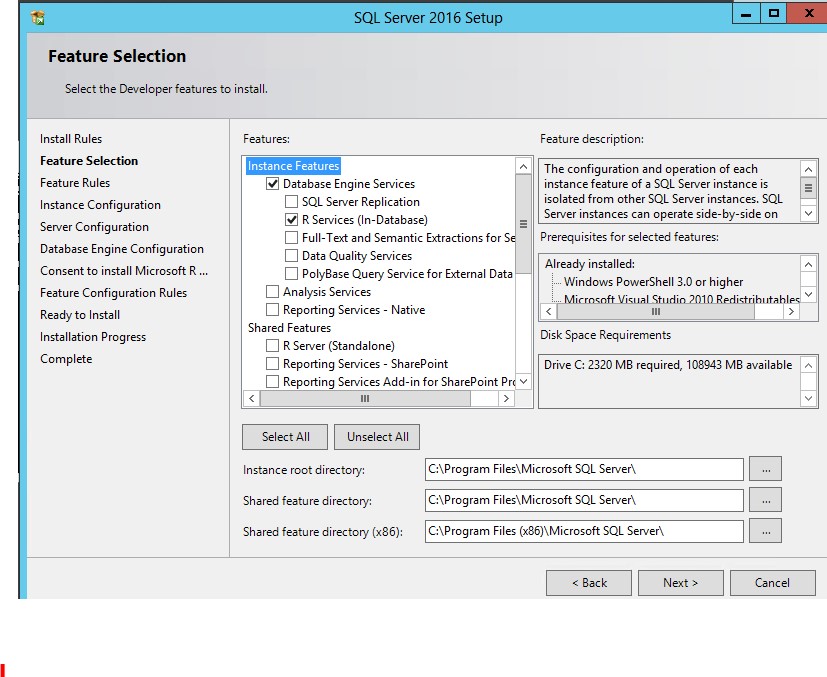 SQL Server 2016 Setup
Feature Selection
Select the Developer features to install.
Install Rules
Feature Selection
Feature Rules
Instance Configuration
Server Configuration
Database Engine Configuration
Consent to install Microsoft R ...
Feature Configuration Rules
Ready to Install
Installation Progress
Complete
Features:
Instance Features
Database Engine Services
SQL Server Replication
R Services (In-Database)
Full-Text and Semantic Extractions for Se
Data Quality Services
PolyBase Query Service for External Data
Analysis Services
Reporting Services - Native
Shared Features
R Server (Standalone)
Reporting Services - SharePoint
Reporting Services Add-in for SharePoint Pro
Feature description:
The configuration and operation of each
instance feature of a SQL Server instance is
isolated from other SQL Server instances. SQL
Server instances can operate side-by-side on
Prerequisites for selected features:
Already installed:
Windows PowerShell 3.0 or higher
Microsoft Visual Studio 2010 Redistributables
Disk Space Requirements
Drive C: 2320 MB required, 108943 MB available
Select All
Unselect All
Instance root directory:
C:\Program Files\Microsoft SQL Server\
...
Shared feature directory:
C:\Program Files\Microsoft SQL Server\
...
Shared feature directory (x86):
C:\Program Files (x86)\Microsoft SQL Server\
...
< Back
Next >
Cancel